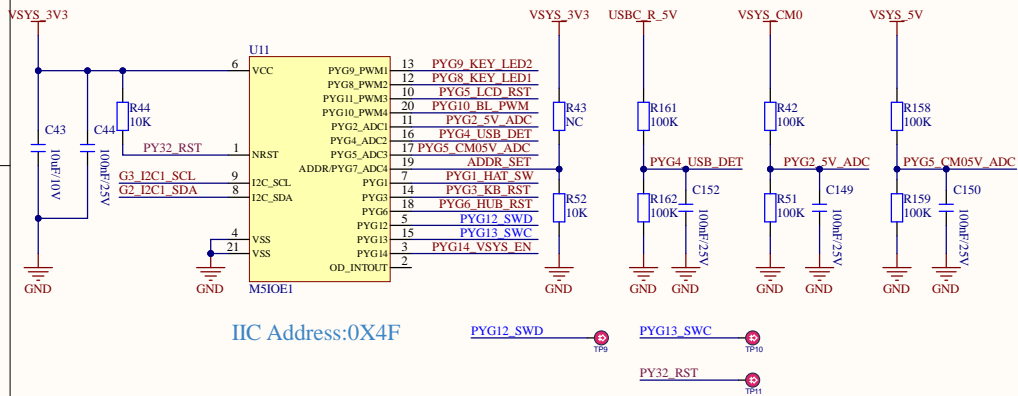 VSYS_3V3
VSYS_3V3
USBC_R_5V
VSYS_CM0
VSYS_5V
U11
6 VCC
PYG9_PWM1 13 PYG9_KEY_LED2
PYG8_PWM2 12 PYG8_KEY_LED1
PYG11_PWM3 10 PYG5_LCD_RST
PYG10_PWM4 20 PYG10_BL_PWM
PYG2_ADC1 11 PYG2_5V_ADC
PYG4_ADC2 16 PYG4_USB_DET
PY32_RST 1 NRST
PYG5_ADC3 17 PYG5_CM05V_ADC
ADDR/PYG7_ADC4 19 ADDR_SET
G3_I2C1_SCL 9 I2C_SCL
PYG1 7 PYG1_HAT_SW
G2_I2C1_SDA 8 I2C_SDA
PYG3 14 PYG3_KB_RST
PYG6 18 PYG6_HUB_RST
PYG12 5 PYG12_SWD
4 VSS
PYG13 15 PYG13_SWC
21 VSS
PYG14 3 PYG14_VSYS_EN
OD_INTOUT 2
M5IOE1
R44
10K
C43
10uF/10V
C44
100nF/25V
GND
GND
R43
NC
R52
10K
GND
R161
100K
PYG4_USB_DET
R162
100K
C152
100nF/25V
GND
GND
R42
100K
PYG2_5V_ADC
R51
100K
C149
100nF/25V
GND
GND
R158
100K
PYG5_CM05V_ADC
R159
100K
C150
100nF/25V
GND
GND
IIC Address:0X4F
PYG12_SWD
TP9
PYG13_SWC
TP10
PY32_RST
TP11